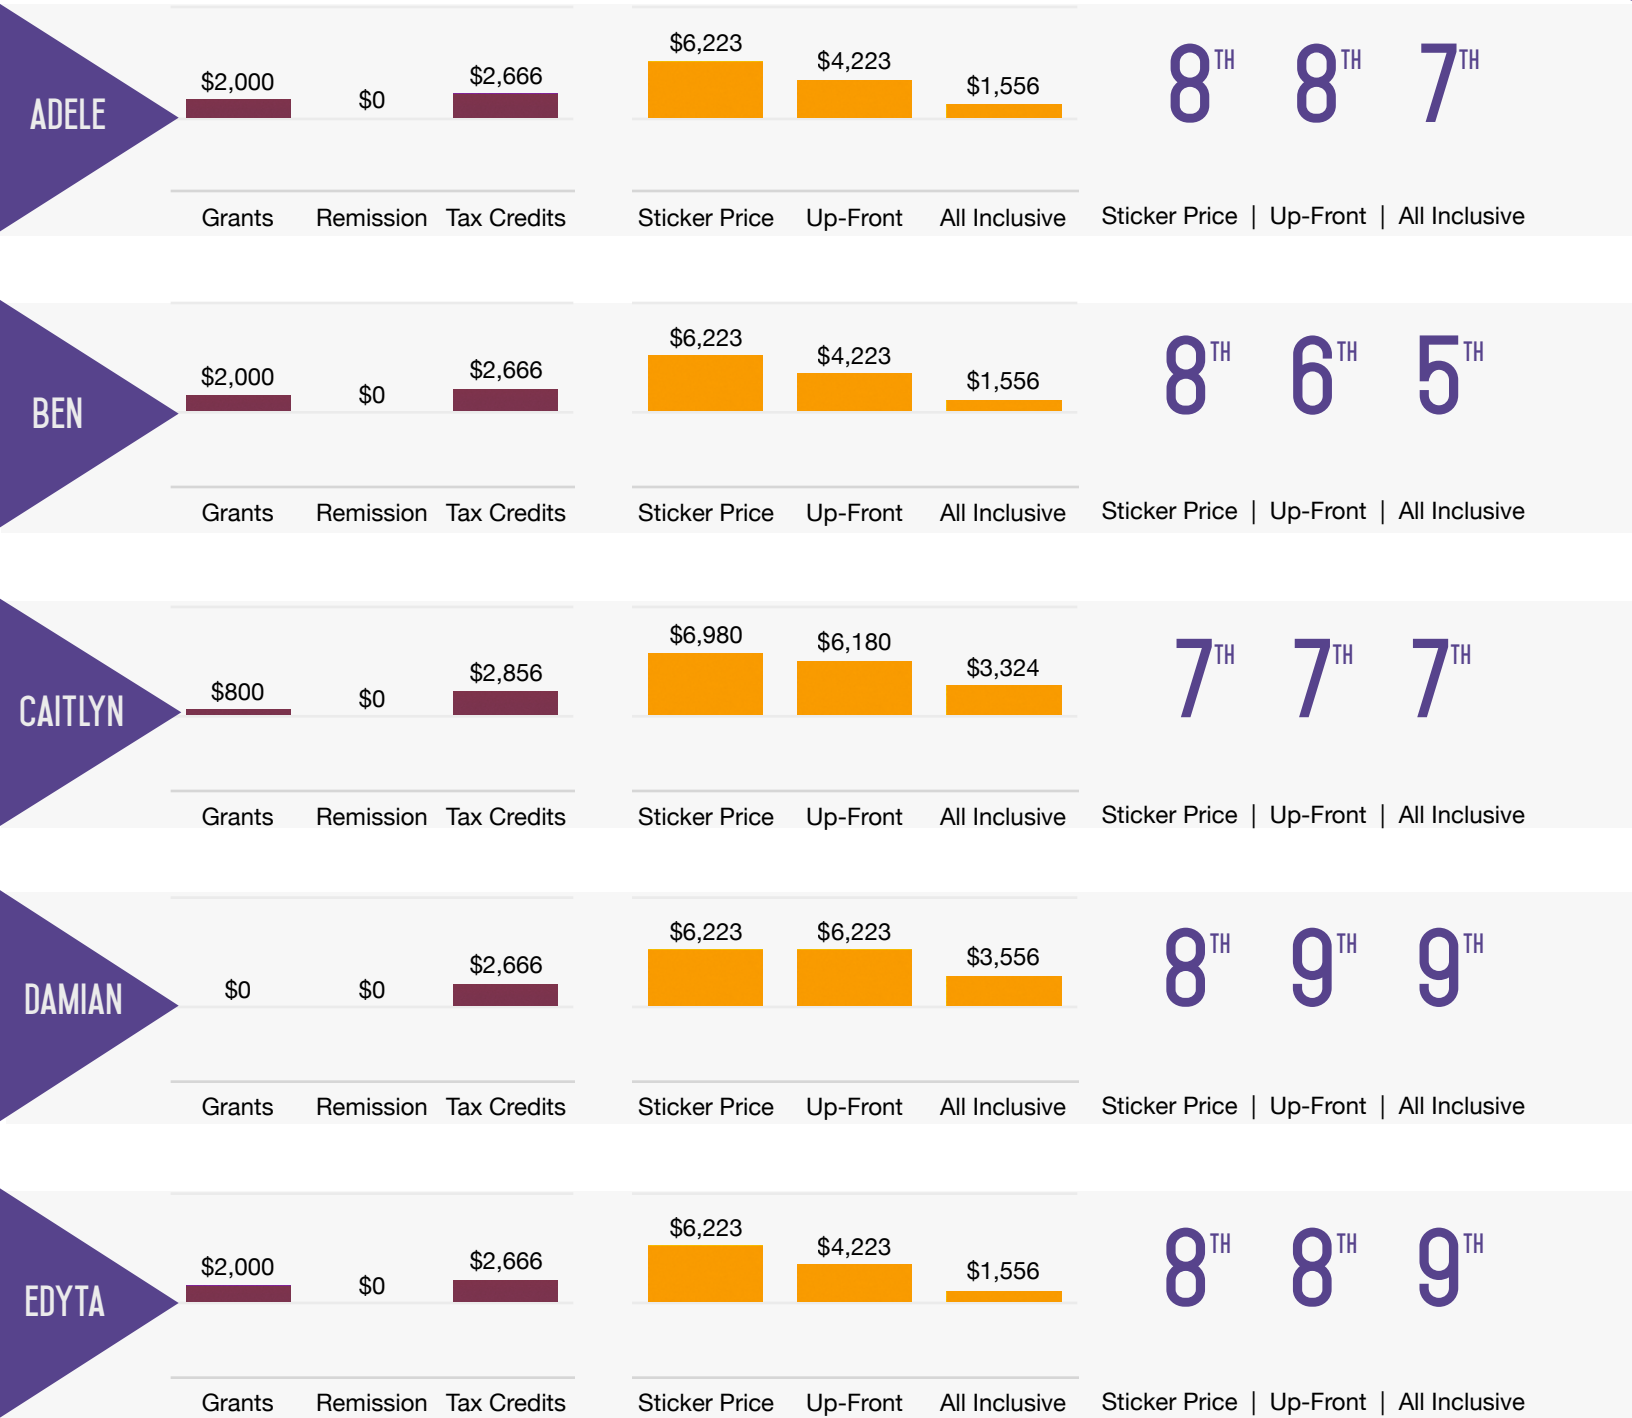 ADELE
$2,000 $0 $2,666
Grants Remission Tax Credits
$6,223 $4,223 $1,556
Sticker Price Up-Front All Inclusive
8TH 8TH 7TH
Sticker Price | Up-Front | All Inclusive
BEN
$2,000 $0 $2,666
Grants Remission Tax Credits
$6,223 $4,223 $1,556
Sticker Price Up-Front All Inclusive
8TH 6TH 5TH
Sticker Price | Up-Front | All Inclusive
CAITLYN
$800 $0 $2,856
Grants Remission Tax Credits
$6,980 $6,180 $3,324
Sticker Price Up-Front All Inclusive
7TH 7TH 7TH
Sticker Price | Up-Front | All Inclusive
DAMIAN
$0 $0 $2,666
Grants Remission Tax Credits
$6,223 $6,223 $3,556
Sticker Price Up-Front All Inclusive
8TH 9TH 9TH
Sticker Price | Up-Front | All Inclusive
EDYTA
$2,000 $0 $2,666
Grants Remission Tax Credits
$6,223 $4,223 $1,556
Sticker Price Up-Front All Inclusive
8TH 8TH 9TH
Sticker Price | Up-Front | All Inclusive